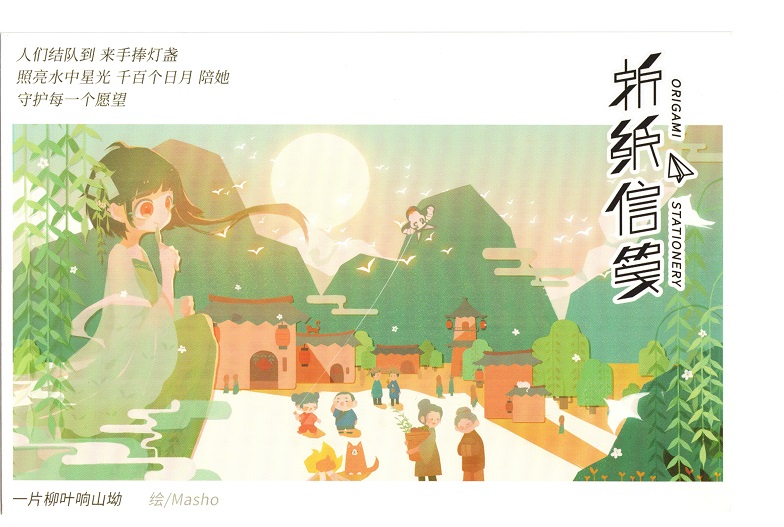 人们结队到 来手捧灯盏
照亮水中星光 千百个日月 陪她
守护每一个愿望
折纸信笺
ORIGAMI STATIONERY
一片柳叶响山坳 绘/Masho